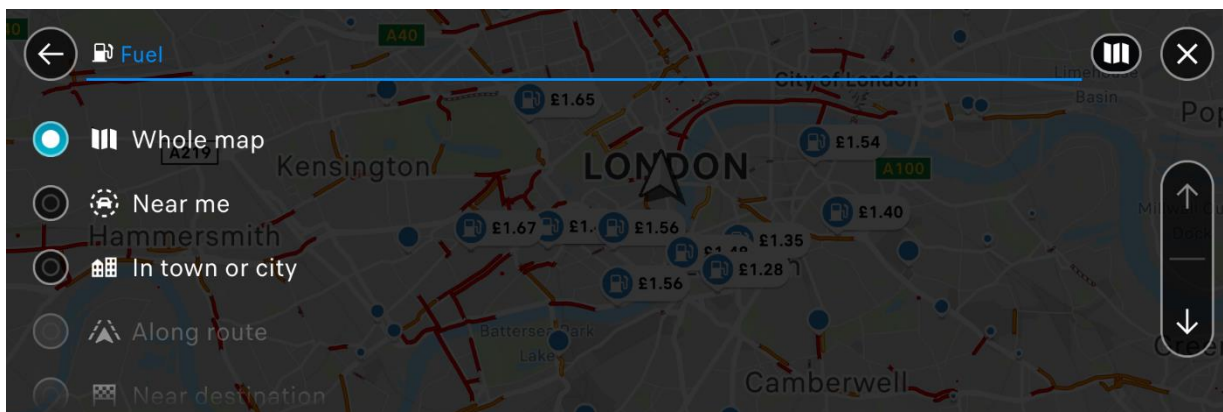 Fuel
A40
City of London
Limehouse
Basin
£1.65
Whole map
A219
Kensington
LONDON
£1.54
A100
Near me
Hammersmith
£1.67
£1.56
£1.40
£1.35
In town or city
£1.28
£1.56
Along route
Battersea Park
Lake
Near destination
Camberwell